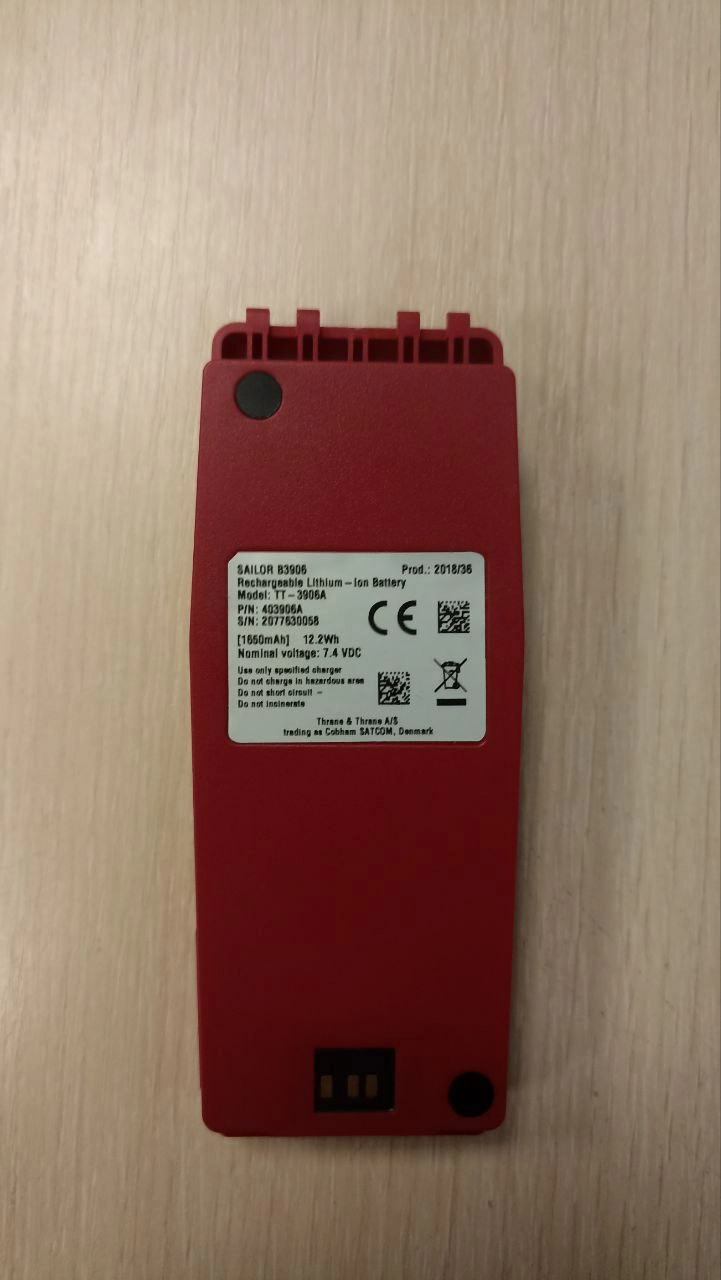 SAILOR B3906 Prod.: 2018/36
Rechargeable Lithium-Ion Battery
Model: TT-3906A
P/N: 403906A
S/N: 2077630058
CE
[1650mAh] 12.2Wh
Nominal voltage: 7.4 VDC
Use only specified charger
Do not charge in hazardous area
Do not short circuit -
Do not incinerate
Thrane & Thrane A/S
trading as Cobham SATCOM, Denmark